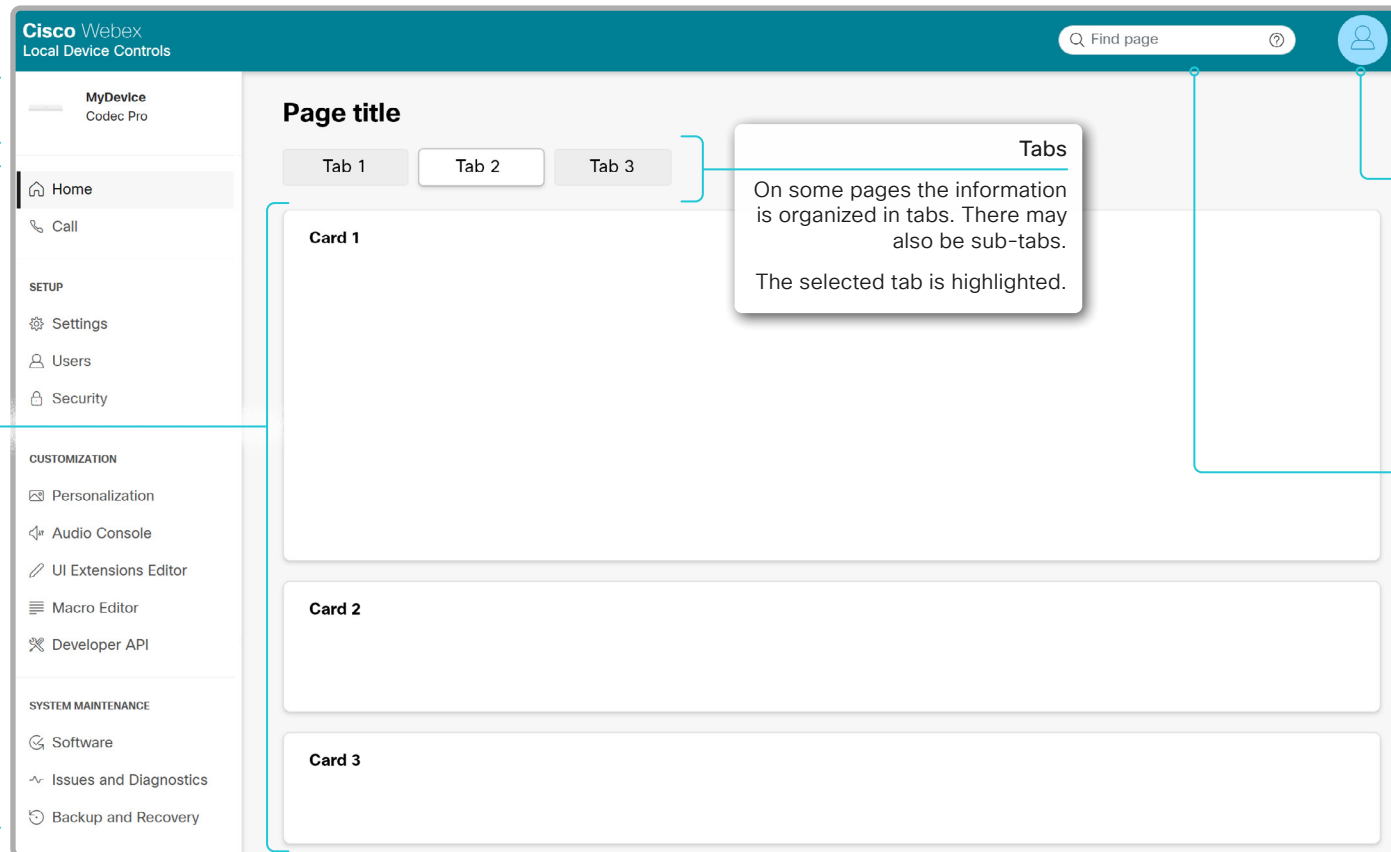 Cisco Webex
Local Device Controls
Find page
MyDevice
Codec Pro
Home
Call
SETUP
Settings
Users
Security
CUSTOMIZATION
Personalization
Audio Console
UI Extensions Editor
Macro Editor
Developer API
SYSTEM MAINTENANCE
Software
Issues and Diagnostics
Backup and Recovery
Page title
Tab 1 Tab 2 Tab 3
Tabs
On some pages the information
is organized in tabs. There may
also be sub-tabs.
The selected tab is highlighted.
Card 1
Card 2
Card 3